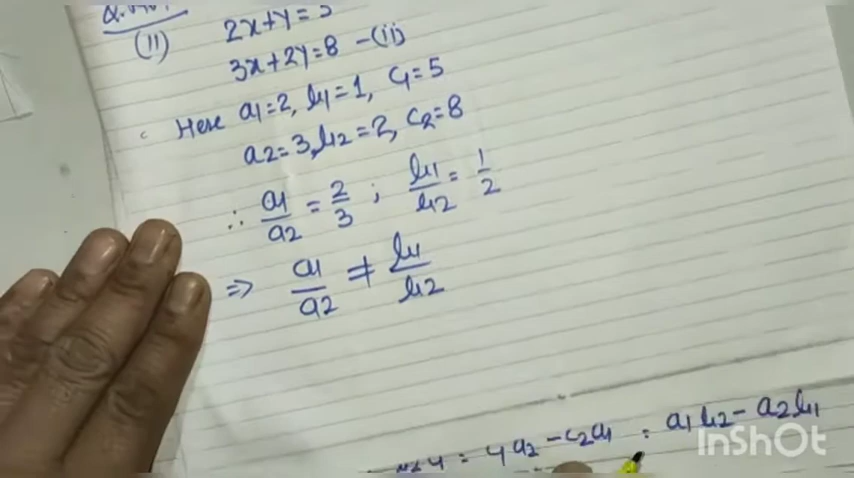 (II) 2x+y=5
3x+2y=8 -(ii)
Here a1=2, b1=1, c1=5
a2=3, b2=2, c2=8
∴ a1/a2 = 2/3 ; b1/b2 = 1/2
⇒ a1/a2 ≠ b1/b2
y = c1a2-c2a1 : a1b2-a2b1
InShOt